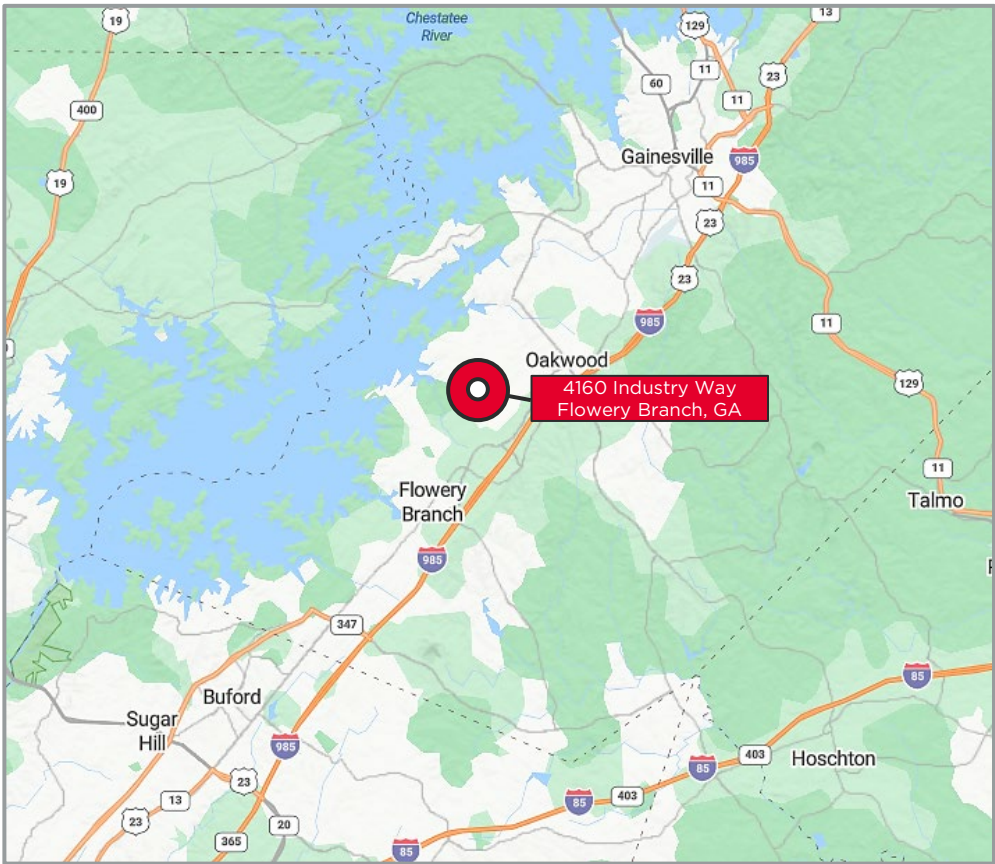 19
Chestatee
River
13
129
11
60
23
400
11
Gainesville
985
19
11
23
23
985
11
Oakwood
4160 Industry Way
Flowery Branch, GA
129
11
Flowery
Branch
Talmo
985
347
85
Buford
Sugar
Hill
985
403
Hoschton
85
23
403
85
13
23
20
365
85